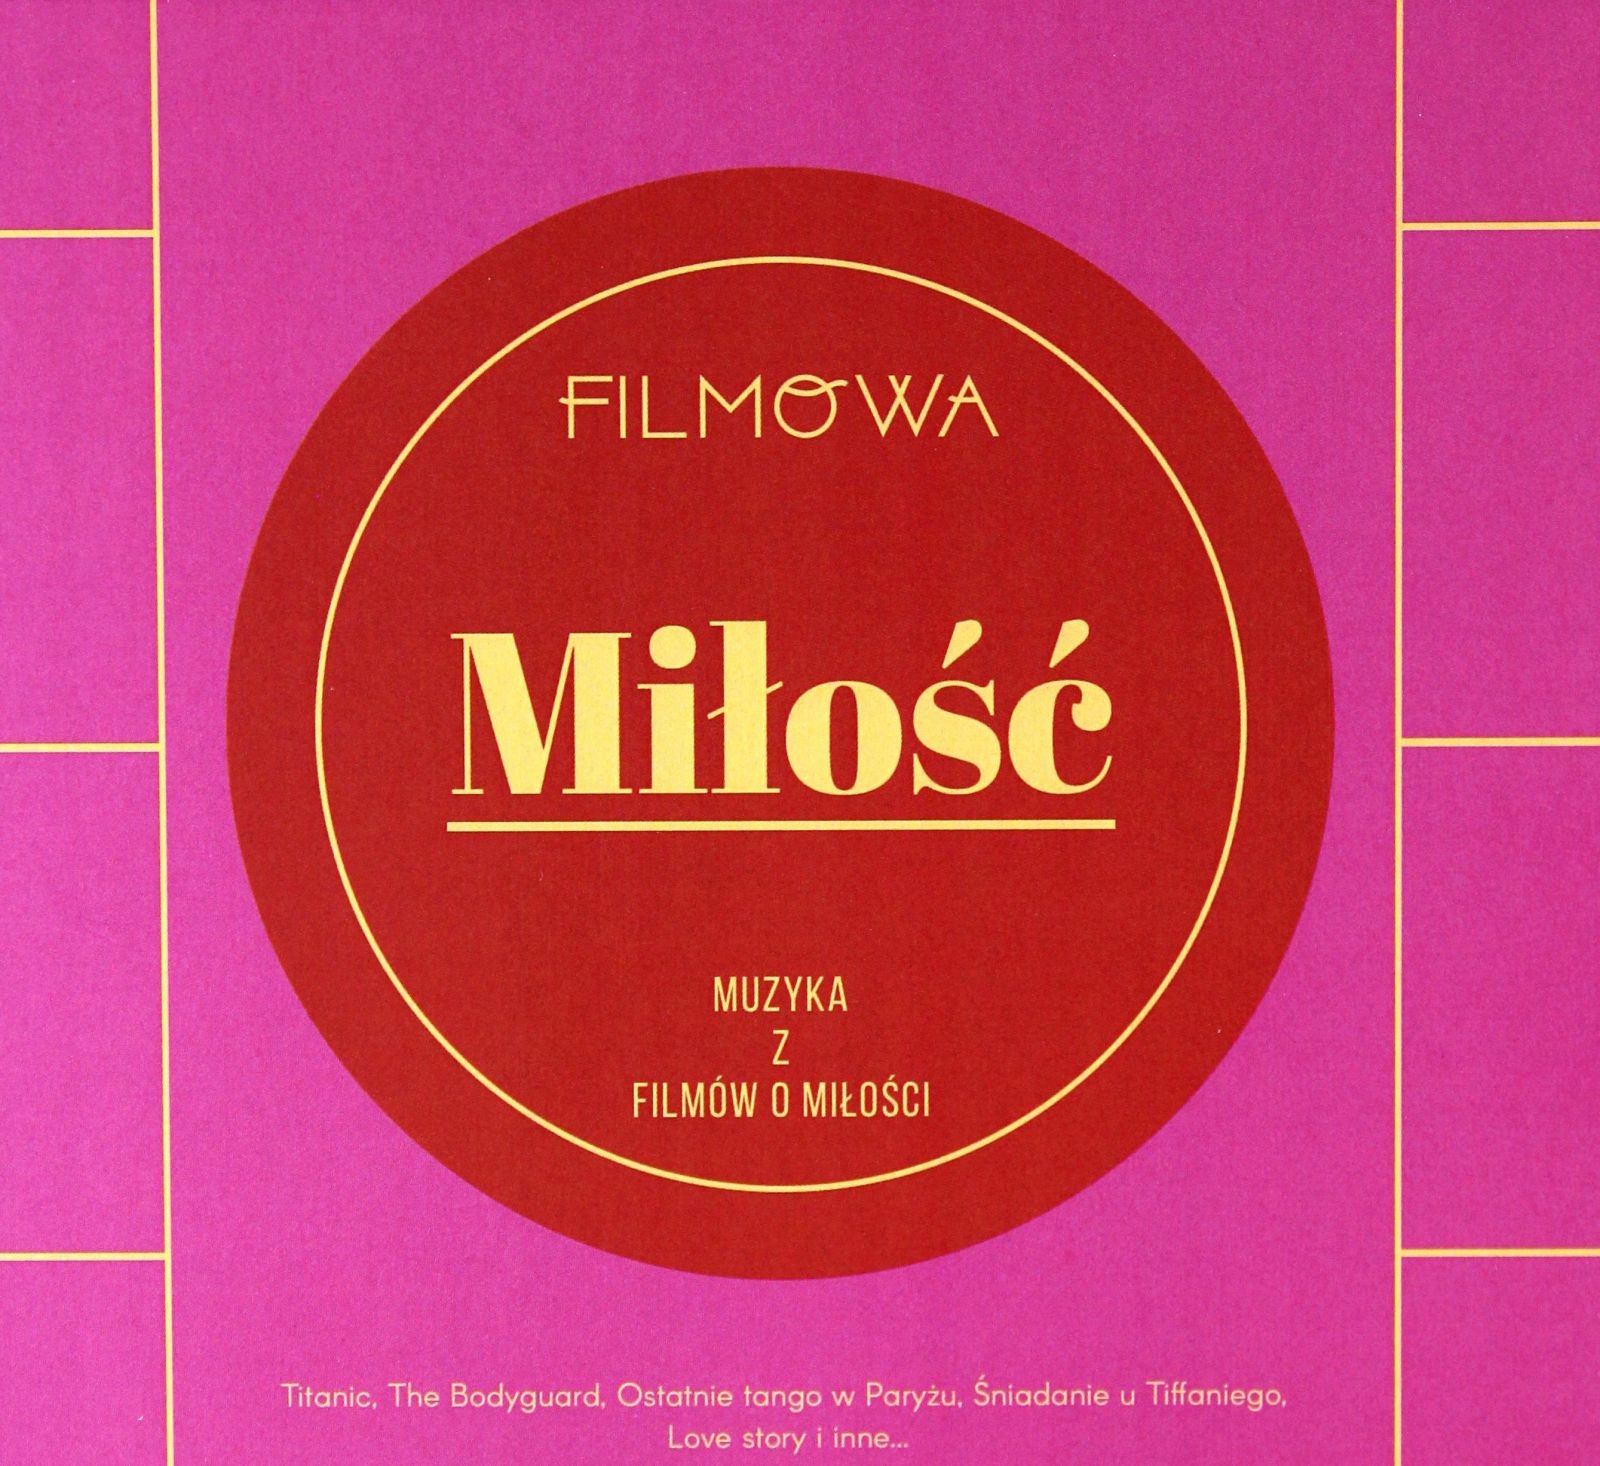 FILMOWA
Miłość
MUZYKA
Z
FILMÓW O MIŁOŚCI
Titanic, The Bodyguard, Ostatnie tango w Paryżu, Śniadanie u Tiffaniego,
Love story i inne...